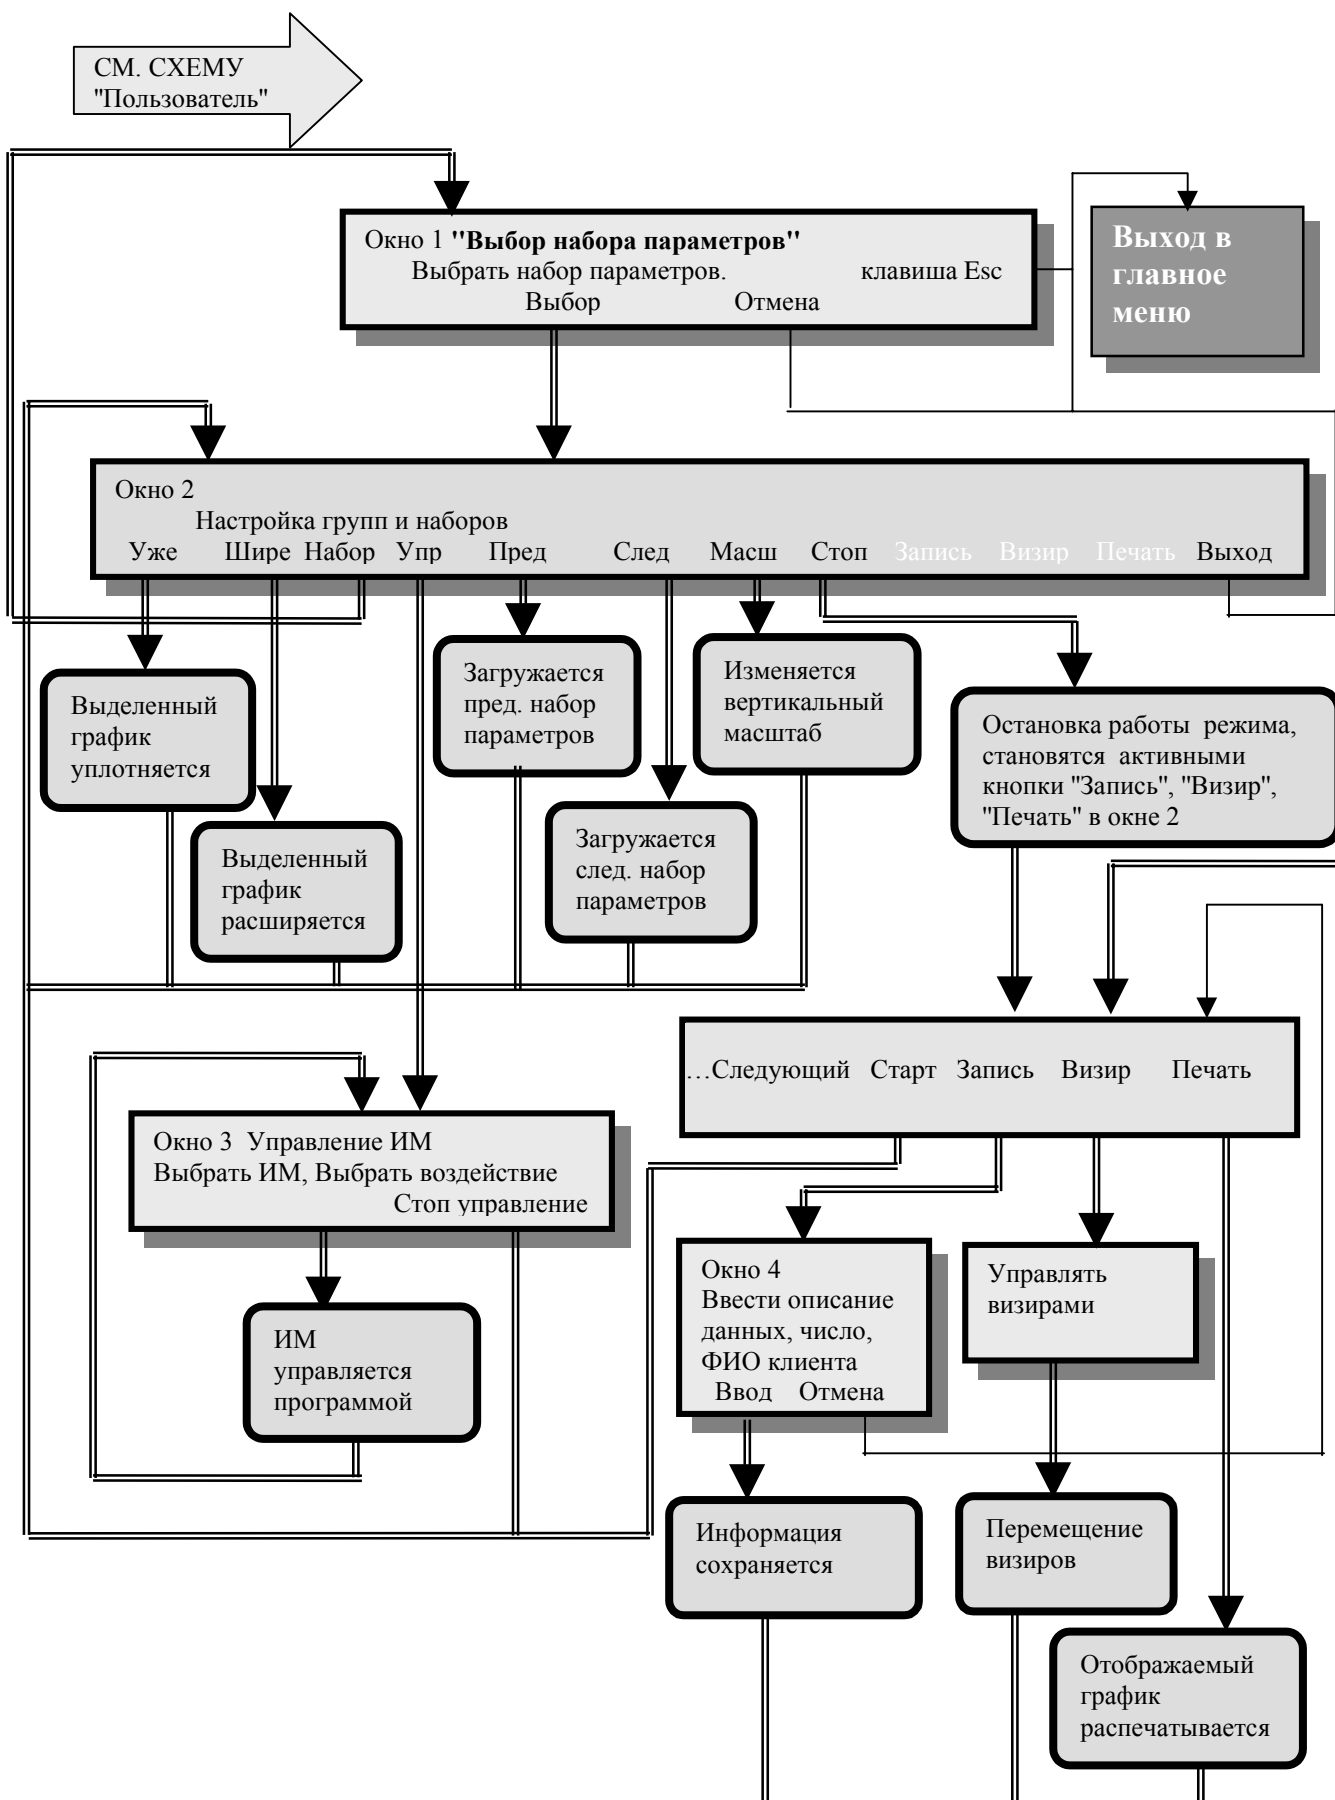 СМ. СХЕМУ
"Пользователь"
Окно 1 "Выбор набора параметров"
Выбрать набор параметров. клавиша Esc
Выбор Отмена
Выход в
главное
меню
Окно 2
Настройка групп и наборов
Уже Шире Набор Упр Пред След Масш Стоп Запись Визир Печать Выход
Выделенный
график
уплотняется
Выделенный
график
расширяется
Загружается
пред. набор
параметров
Загружается
след. набор
параметров
Изменяется
вертикальный
масштаб
Остановка работы режима,
становятся активными
кнопки "Запись", "Визир",
"Печать" в окне 2
…Следующий Старт Запись Визир Печать
Окно 3 Управление ИМ
Выбрать ИМ, Выбрать воздействие
Стоп управление
ИМ
управляется
программой
Окно 4
Ввести описание
данных, число,
ФИО клиента
Ввод Отмена
Управлять
визирами
Информация
сохраняется
Перемещение
визиров
Отображаемый
график
распечатывается